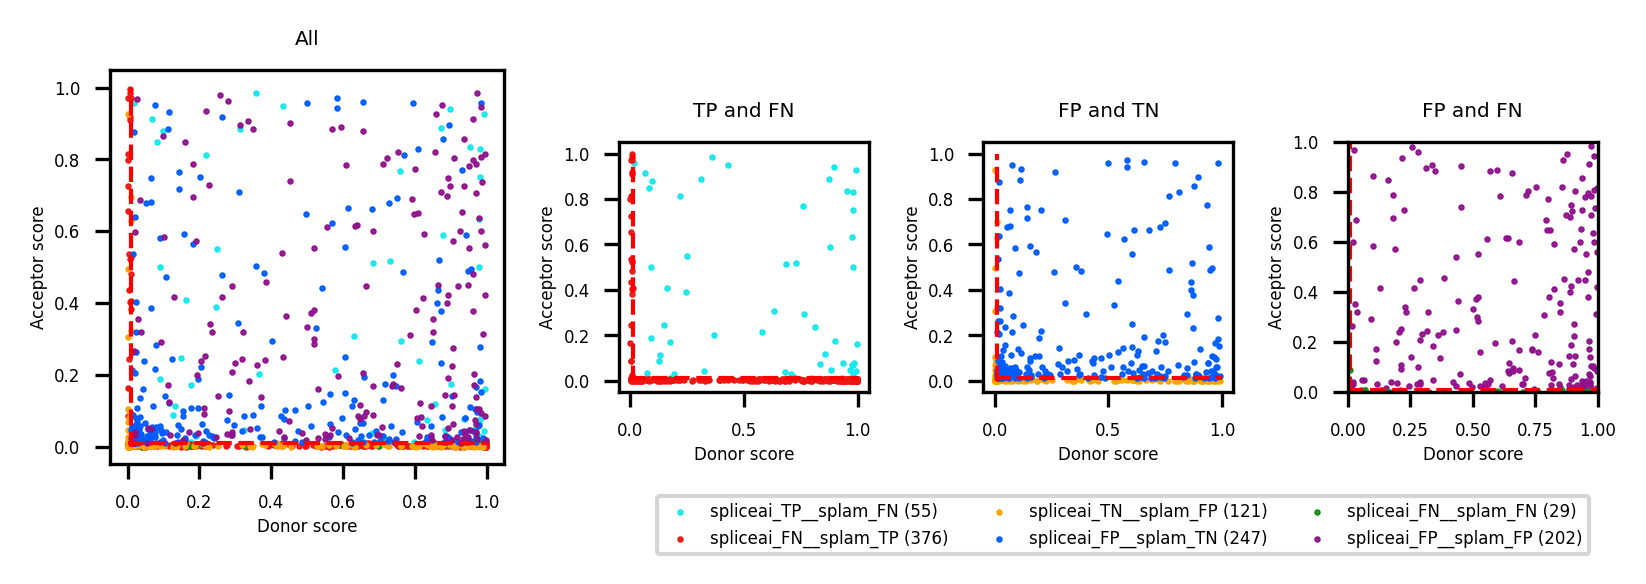 All
1.0
0.8
0.6
0.4
0.2
0.0
Acceptor score
0.0 0.2 0.4 0.6 0.8 1.0
Donor score
TP and FN
1.0
0.8
0.6
0.4
0.2
0.0
Acceptor score
0.0 0.5 1.0
Donor score
FP and TN
1.0
0.8
0.6
0.4
0.2
0.0
Acceptor score
0.0 0.5 1.0
Donor score
FP and FN
1.0
0.8
0.6
0.4
0.2
0.0
Acceptor score
0.00 0.25 0.50 0.75 1.00
Donor score
spliceai_TP__splam_FN (55) spliceai_TN__splam_FP (121) spliceai_FN__splam_FN (29)
spliceai_FN__splam_TP (376) spliceai_FP__splam_TN (247) spliceai_FP__splam_FP (202)